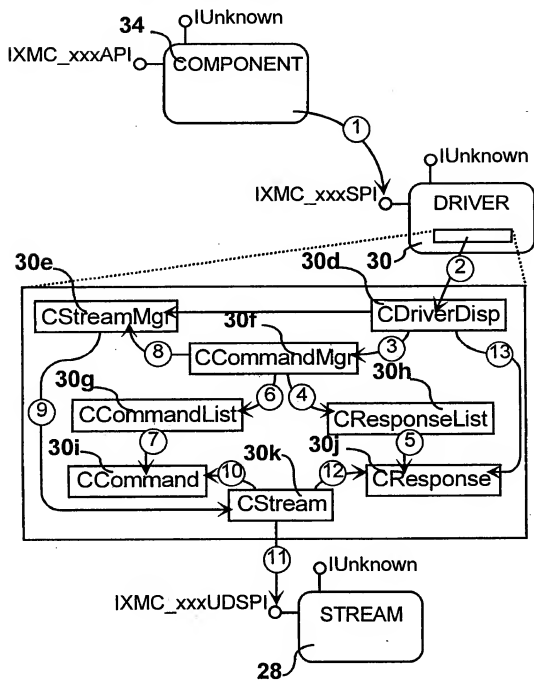 IUnknown
34
IXMC_xxxAPI
COMPONENT
1
IUnknown
IXMC_xxxSPI
DRIVER
30
2
30e
30d
CStreamMgr
30f
CDriverDisp
8
CCommandMgr
3
13
30g
6
4
30h
9
CCommandList
CResponseList
7
5
30i
30k
30j
CCommand
10
12
CResponse
CStream
11
IUnknown
IXMC_xxxUDSPI
STREAM
28